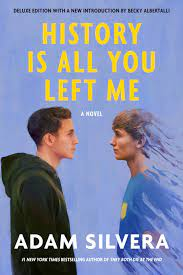 DELUXE EDITION WITH A NEW INTRODUCTION BY BECKY ALBERTALLI
HISTORY
IS ALL YOU
LEFT ME
A NOVEL
ADAM SILVERA
#1 NEW YORK TIMES BESTSELLING AUTHOR OF THEY BOTH DIE AT THE END